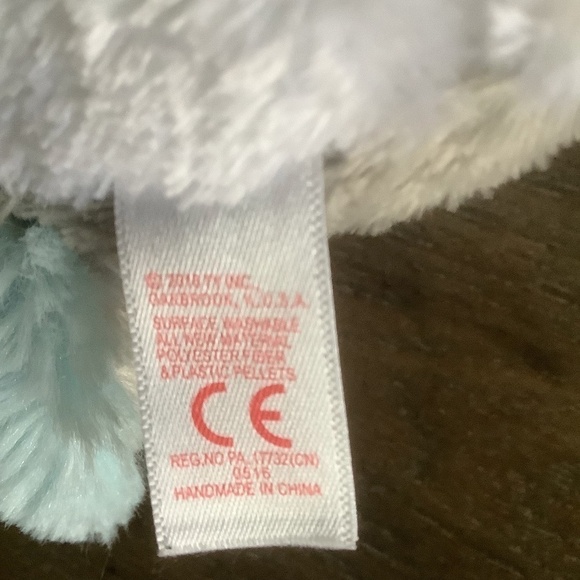 © 2016 TY INC.,
OAKBROOK, IL,U.S.A.
SURFACE WASHABLE
ALL NEW MATERIAL
POLYESTER FIBER
& PLASTIC PELLETS
CE
REG.NO PA. 17732(CN)
0516
HANDMADE IN CHINA